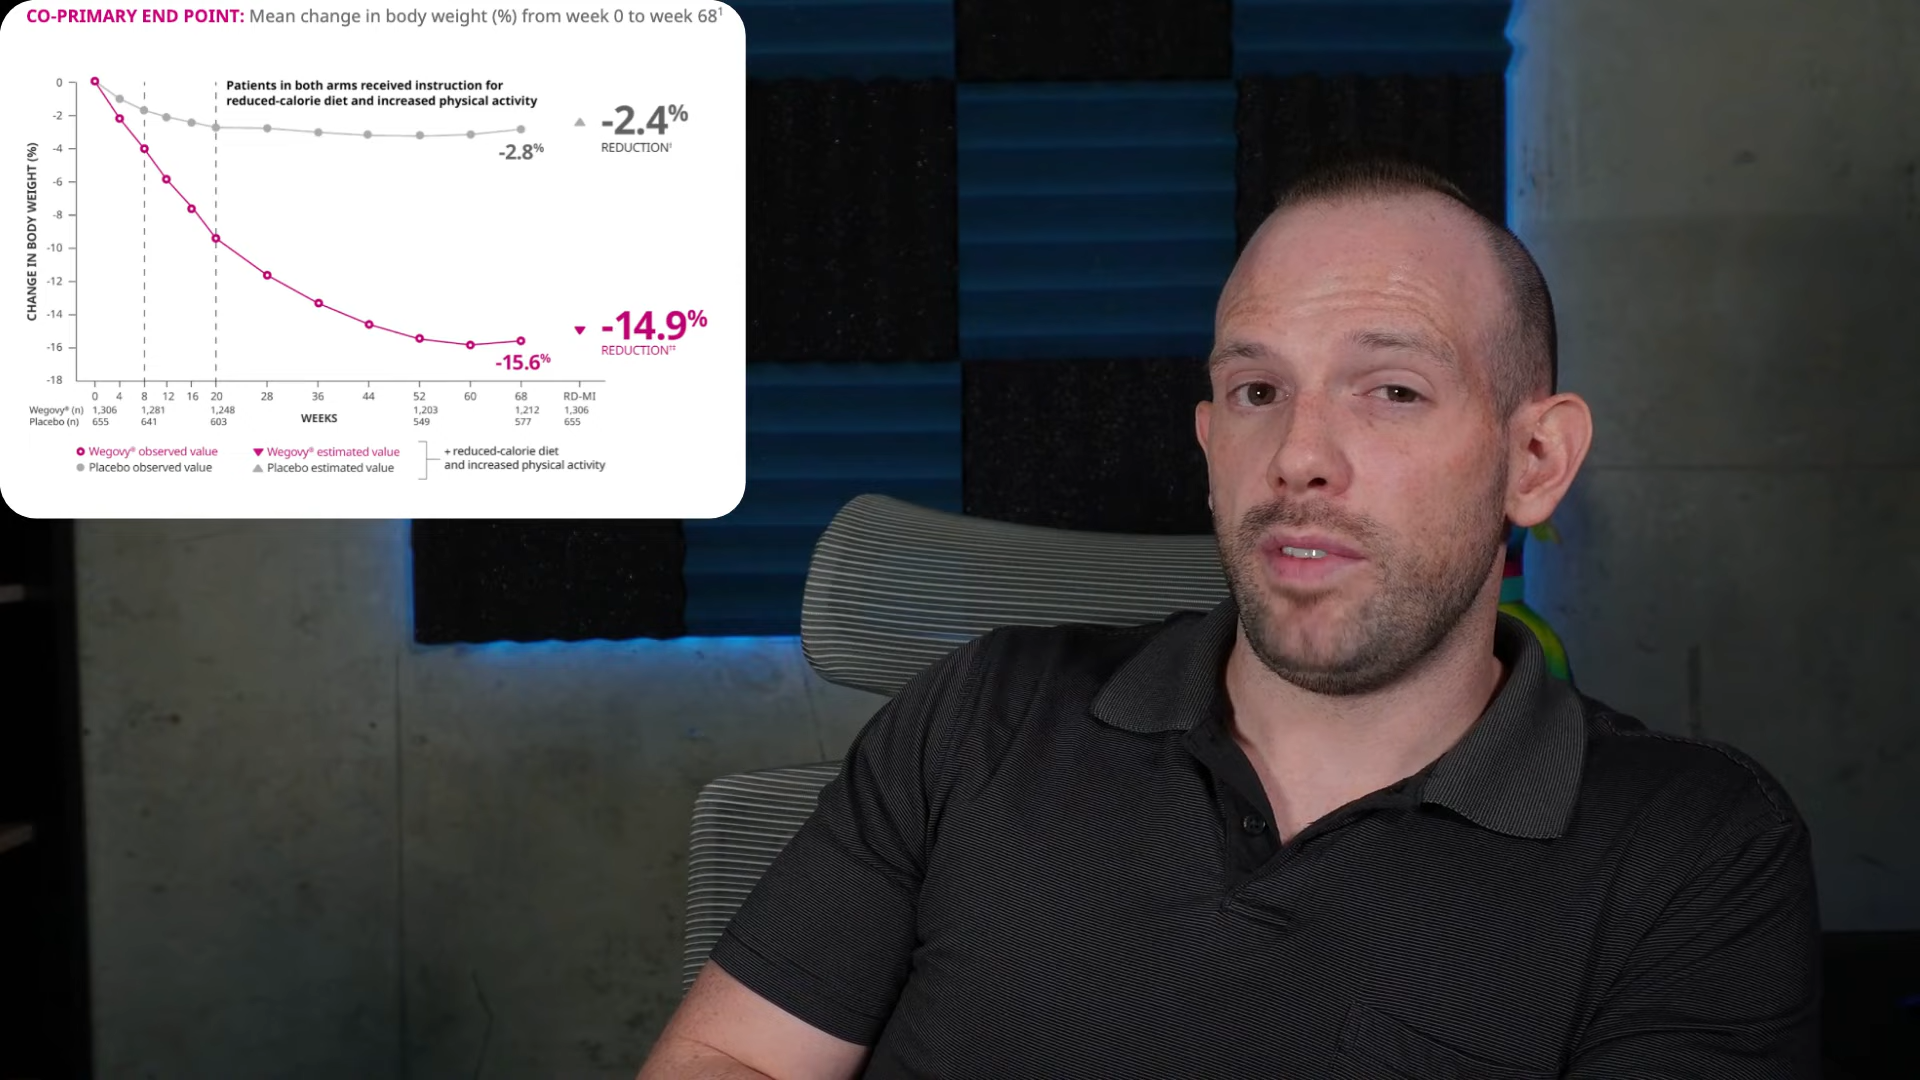 CO-PRIMARY END POINT: Mean change in body weight (%) from week 0 to week 68¹
Patients in both arms received instruction for
reduced-calorie diet and increased physical activity
CHANGE IN BODY WEIGHT (%)
0
-2
-4
-6
-8
-10
-12
-14
-16
-18
-2.4%
REDUCTION†
-2.8%
-14.9%
REDUCTION†‡
-15.6%
0 4 8 12 16 20 28 36 44 52 60 68 RD-MI
Wegovy® (n) 1,306 1,281 1,248 1,203 1,212 1,306
WEEKS
Placebo (n) 655 641 603 549 577 655
Wegovy® observed value
Placebo observed value
Wegovy® estimated value
Placebo estimated value
+ reduced-calorie diet
and increased physical activity